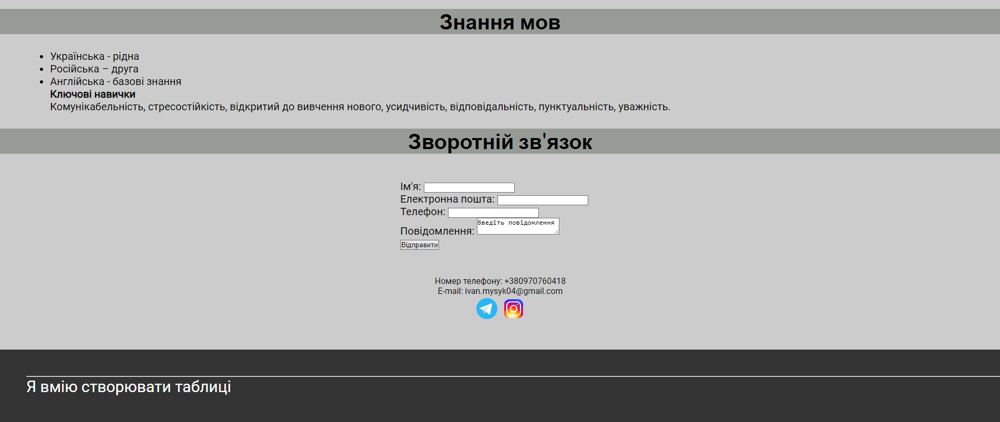 Знання мов
Українська - рідна
Російська – друга
Англійська - базові знання
Ключові навички
Комунікабельність, стресостійкість, відкритий до вивчення нового, усидчивість, відповідальність, пунктуальність, уважність.
Зворотній зв'язок
Ім'я:
Електронна пошта:
Телефон:
Повідомлення: Введіть повідомлення
Відправити
Номер телефону: +380970760418
E-mail: ivan.mysyk04@gmail.com
Я вмію створювати таблиці